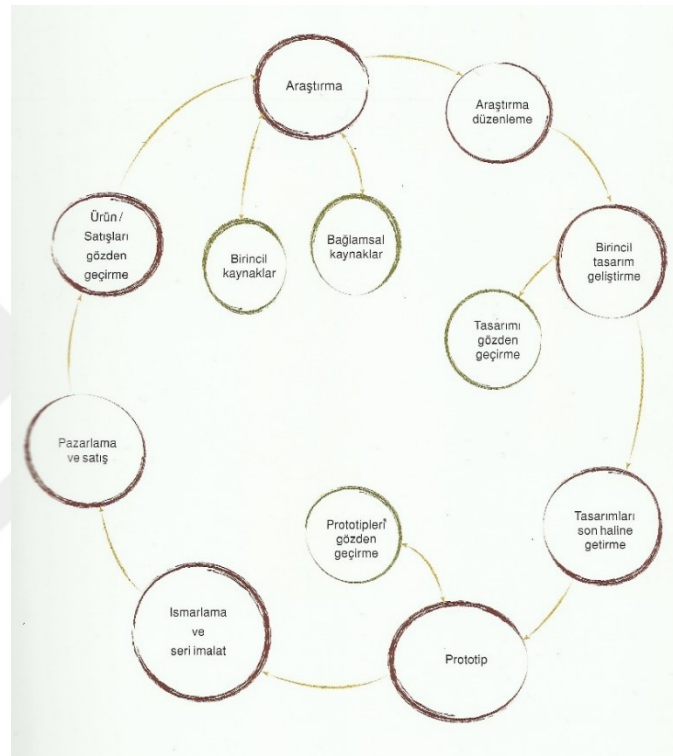 Araştırma
Araştırma
düzenleme
Ürün /
Satışları
gözden
geçirme
Birincil
kaynaklar
Bağlamsal
kaynaklar
Birincil
tasarım
geliştirme
Tasarımı
gözden
geçirme
Pazarlama
ve satış
Prototipleri
gözden
geçirme
Tasarımları
son haline
getirme
Ismarlama
ve
seri imalat
Prototip